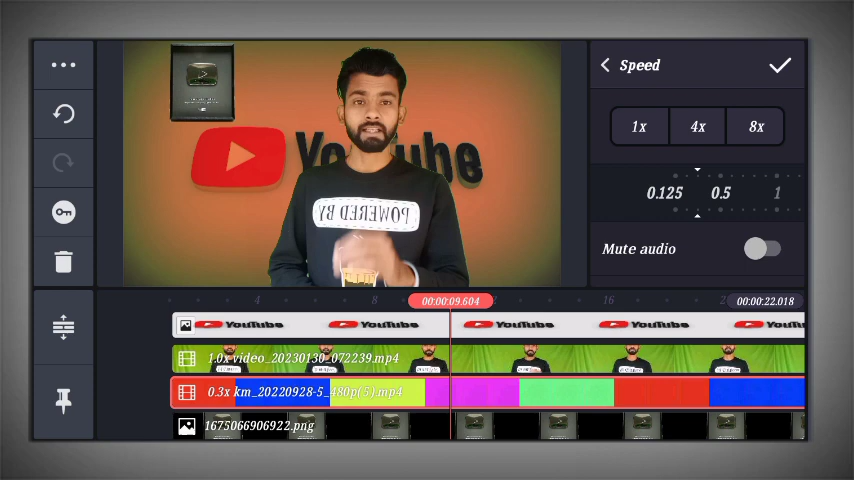 Speed
1x 4x 8x
0.125 0.5 1
Mute audio
YouTube
POWERED BY
4 8 16
00:00:09.604
00:00:22.018
YouTube YouTube YouTube YouTube YouTube
1.0x video_20230130_072239.mp4
0.3x km_20220928-5_480p(5).mp4
1675066906922.png